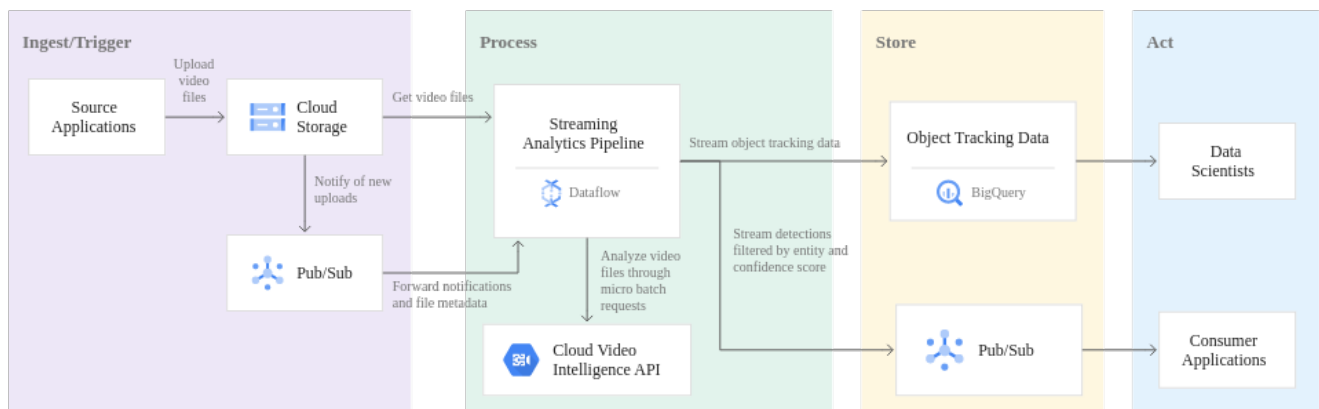 Ingest/Trigger
Process
Store
Act
Source
Applications
Upload
video
files
Cloud
Storage
Get video files
Notify of new
uploads
Pub/Sub
Forward notifications
and file metadata
Streaming
Analytics Pipeline
Dataflow
Analyze video
files through
micro batch
requests
Cloud Video
Intelligence API
Stream object tracking data
Stream detections
filtered by entity and
confidence score
Object Tracking Data
BigQuery
Pub/Sub
Data
Scientists
Consumer
Applications